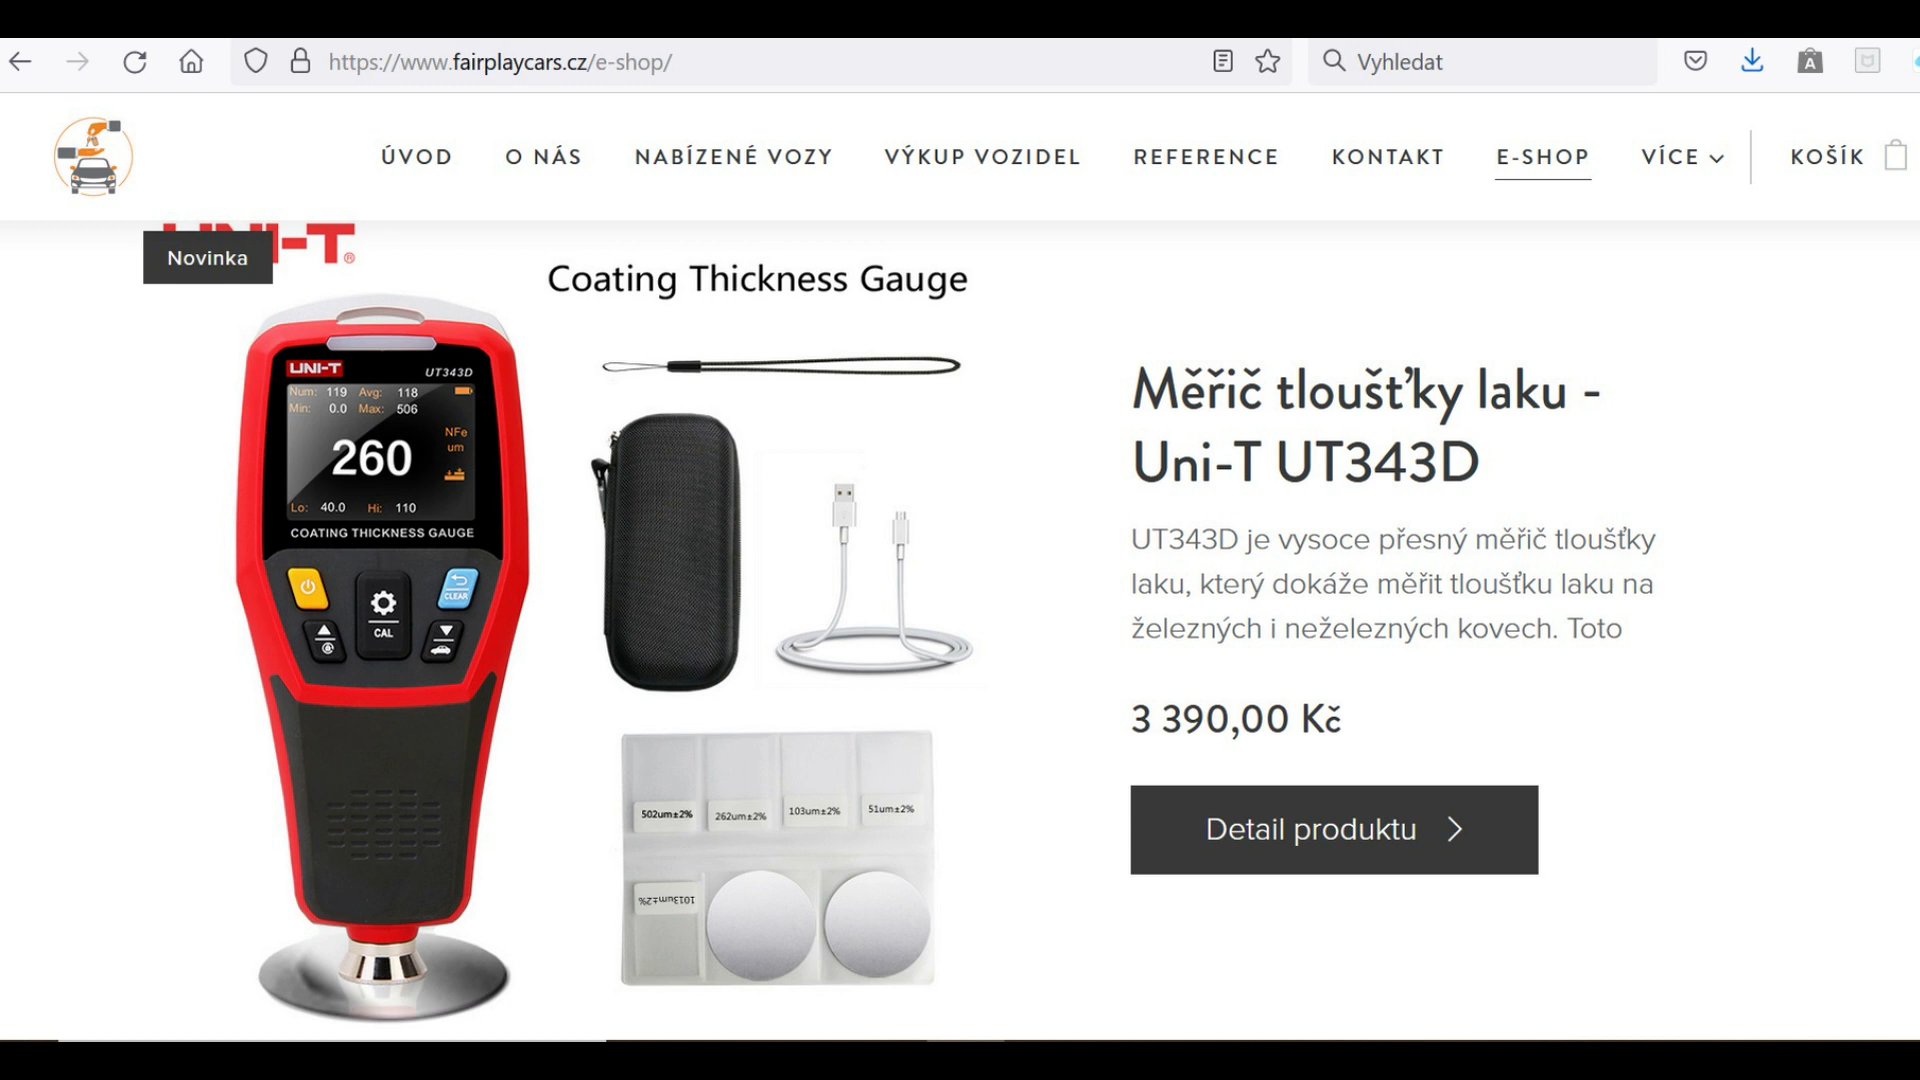 https://www.fairplaycars.cz/e-shop/
Vyhledat
ÚVOD
O NÁS
NABÍZENÉ VOZY
VÝKUP VOZIDEL
REFERENCE
KONTAKT
E-SHOP
VÍCE
KOŠÍK
UNI-T®
Novinka
Coating Thickness Gauge
UNI-T
UT343D
Num: 119 Avg: 118
Min: 0.0 Max: 506
260
NFe
um
Lo: 40.0 Hi: 110
COATING THICKNESS GAUGE
CLEAR
CAL
502um±2%
262um±2%
103um±2%
51um±2%
1013um±2%
Měřič tloušťky laku -
Uni-T UT343D
UT343D je vysoce přesný měřič tloušťky
laku, který dokáže měřit tloušťku laku na
železných i neželezných kovech. Toto
3 390,00 Kč
Detail produktu